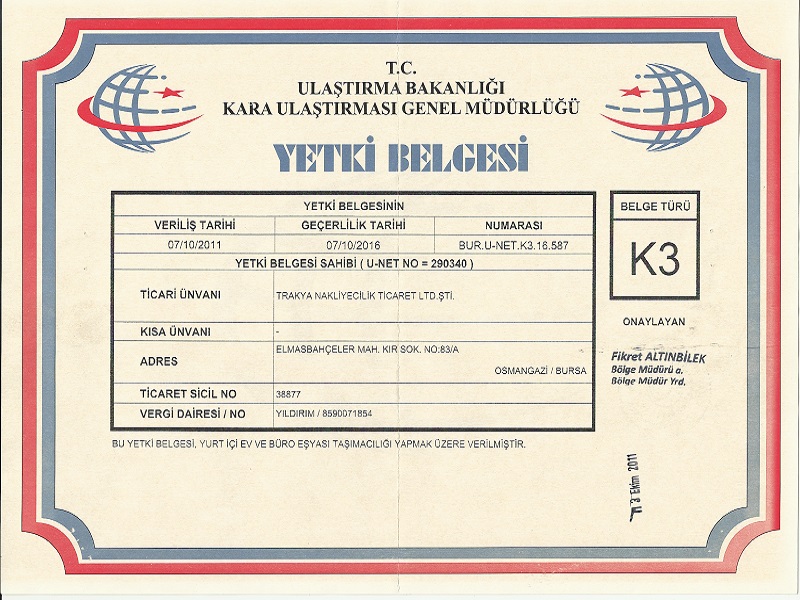 T.C.
ULAŞTIRMA BAKANLIĞI
KARA ULAŞTIRMASI GENEL MÜDÜRLÜĞÜ
YETKİ BELGESİ
YETKİ BELGESİNİN
VERİLİŞ TARİHİ GEÇERLİLİK TARİHİ NUMARASI
07/10/2011 07/10/2016 BUR.U-NET.K3.16.587
YETKİ BELGESİ SAHİBİ ( U-NET NO = 290340 )
TİCARİ ÜNVANI TRAKYA NAKLİYECİLİK TİCARET LTD.ŞTİ.
KISA ÜNVANI -
ADRES ELMASBAHÇELER MAH. KIR SOK. NO:83/A
OSMANGAZİ / BURSA
TİCARET SİCİL NO 38877
VERGİ DAİRESİ / NO YILDIRIM / 8590071854
BU YETKİ BELGESİ, YURT İÇİ EV VE BÜRO EŞYASI TAŞIMACILIĞI YAPMAK ÜZERE VERİLMİŞTİR.
BELGE TÜRÜ
K3
ONAYLAYAN
Fikret ALTINBİLEK
Bölge Müdürü a.
Bölge Müdür Yrd.
3 Ekim 2011